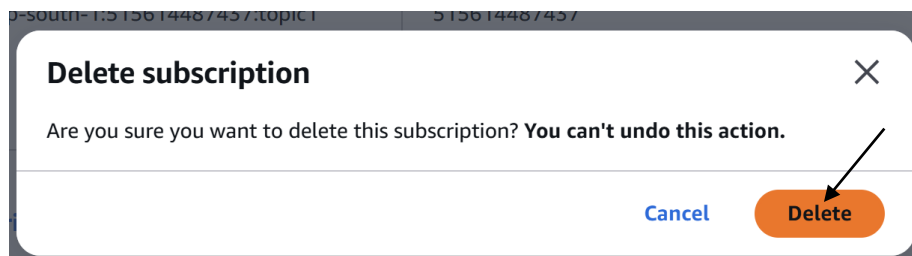 p-south-1:515614487437:topic1 515614487437
Delete subscription
Are you sure you want to delete this subscription? You can't undo this action.
Cancel Delete